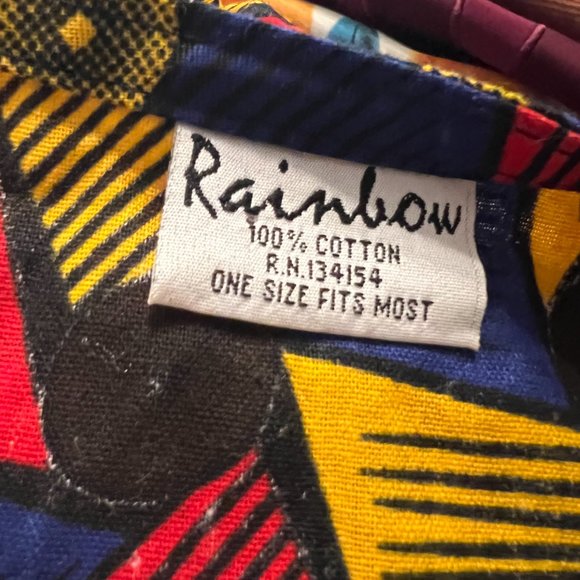 Rainbow
100% COTTON
R.N.134154
ONE SIZE FITS MOST